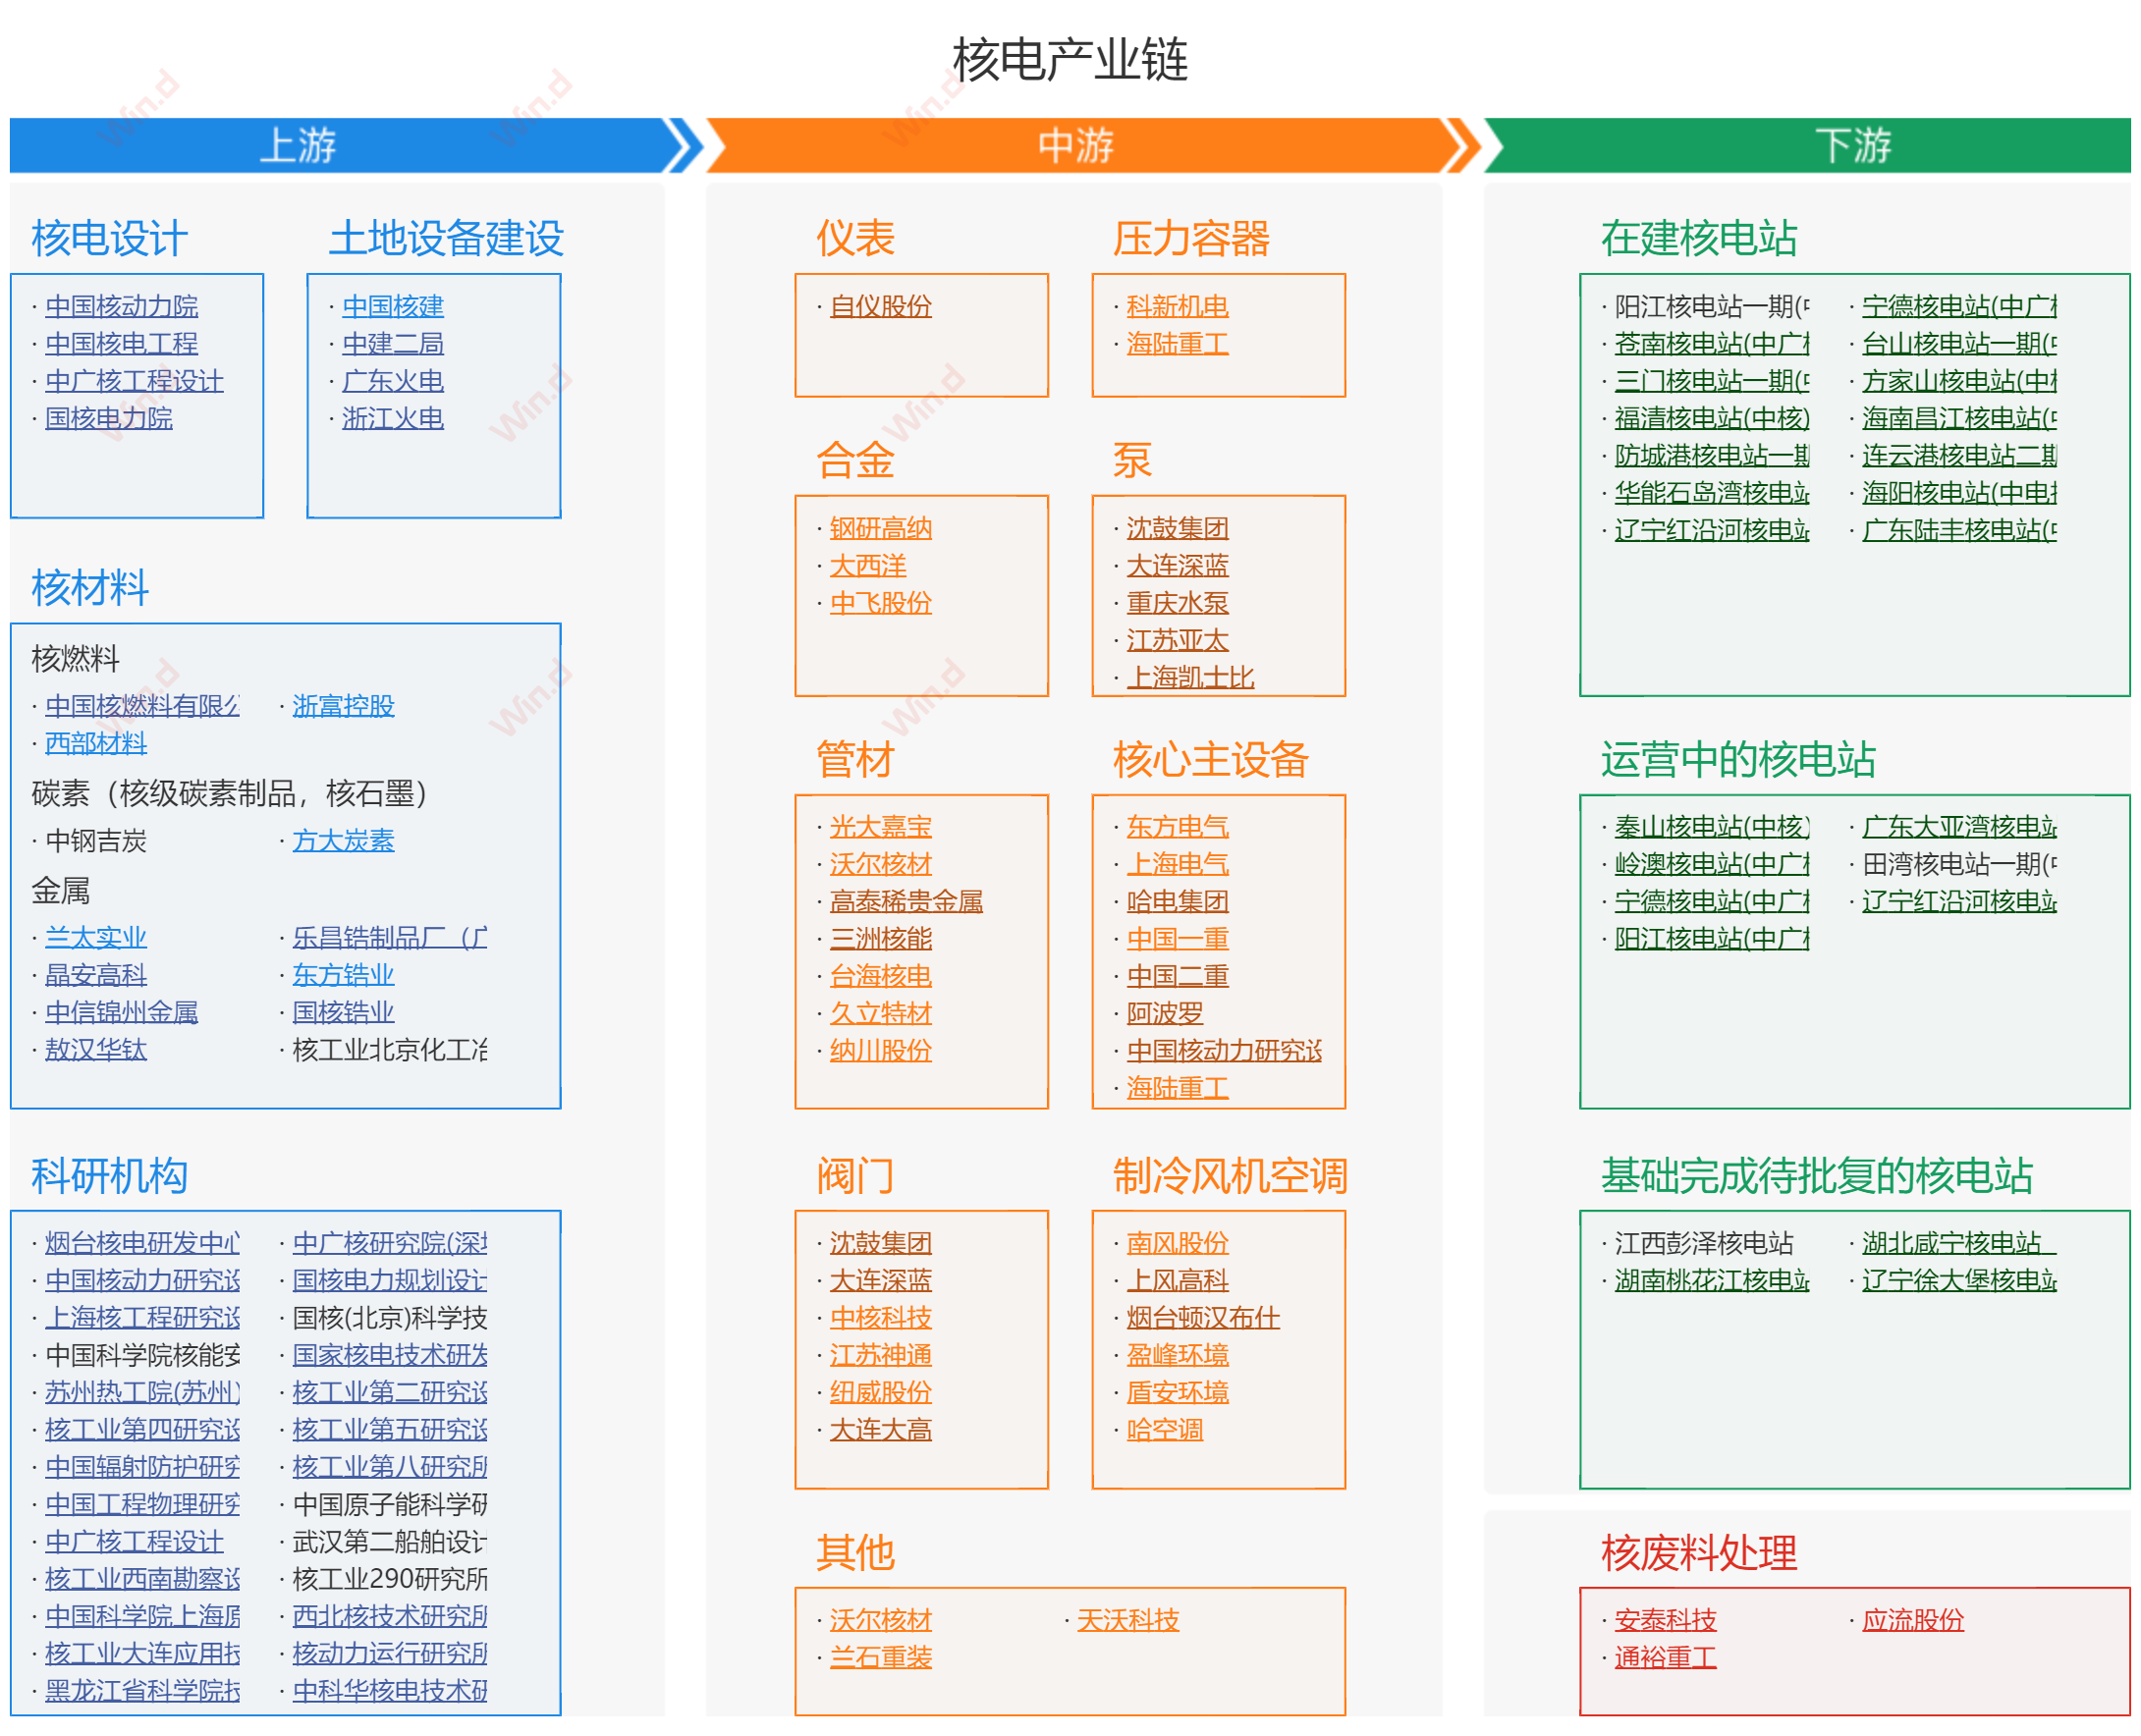 核电产业链
上游
中游
下游
核电设计
· 中国核动力院
· 中国核电工程
· 中广核工程设计
· 国核电力院
土地设备建设
· 中国核建
· 中建二局
· 广东火电
· 浙江火电
核材料
核燃料
· 中国核燃料有限公 · 浙富控股
· 西部材料
碳素（核级碳素制品，核石墨）
· 中钢吉炭 · 方大炭素
金属
· 兰太实业 · 乐昌锆制品厂（广
· 晶安高科 · 东方锆业
· 中信锦州金属 · 国核锆业
· 敖汉华钛 · 核工业北京化工冶
科研机构
· 烟台核电研发中心 · 中广核研究院(深圳
· 中国核动力研究设 · 国核电力规划设计
· 上海核工程研究设 · 国核(北京)科学技
· 中国科学院核能安 · 国家核电技术研发
· 苏州热工院(苏州) · 核工业第二研究设
· 核工业第四研究设 · 核工业第五研究设
· 中国辐射防护研究 · 核工业第八研究所
· 中国工程物理研究 · 中国原子能科学研
· 中广核工程设计 · 武汉第二船舶设计
· 核工业西南勘察设 · 核工业290研究所
· 中国科学院上海原 · 西北核技术研究所
· 核工业大连应用技 · 核动力运行研究所
· 黑龙江省科学院技 · 中科华核电技术研
仪表
· 自仪股份
压力容器
· 科新机电
· 海陆重工
合金
· 钢研高纳
· 大西洋
· 中飞股份
泵
· 沈鼓集团
· 大连深蓝
· 重庆水泵
· 江苏亚太
· 上海凯士比
管材
· 光大嘉宝
· 沃尔核材
· 高泰稀贵金属
· 三洲核能
· 台海核电
· 久立特材
· 纳川股份
核心主设备
· 东方电气
· 上海电气
· 哈电集团
· 中国一重
· 中国二重
· 阿波罗
· 中国核动力研究设
· 海陆重工
阀门
· 沈鼓集团
· 大连深蓝
· 中核科技
· 江苏神通
· 纽威股份
· 大连大高
制冷风机空调
· 南风股份
· 上风高科
· 烟台顿汉布什
· 盈峰环境
· 盾安环境
· 哈空调
其他
· 沃尔核材 · 天沃科技
· 兰石重装
在建核电站
· 阳江核电站一期(中 · 宁德核电站(中广核
· 苍南核电站(中广核 · 台山核电站一期(中
· 三门核电站一期(中 · 方家山核电站(中核
· 福清核电站(中核) · 海南昌江核电站(中
· 防城港核电站一期 · 连云港核电站二期
· 华能石岛湾核电站 · 海阳核电站(中电投
· 辽宁红沿河核电站 · 广东陆丰核电站(中
运营中的核电站
· 秦山核电站(中核) · 广东大亚湾核电站
· 岭澳核电站(中广核 · 田湾核电站一期(中
· 宁德核电站(中广核 · 辽宁红沿河核电站
· 阳江核电站(中广核
基础完成待批复的核电站
· 江西彭泽核电站 · 湖北咸宁核电站
· 湖南桃花江核电站 · 辽宁徐大堡核电站
核废料处理
· 安泰科技 · 应流股份
· 通裕重工
Win.d
Win.d
Win.d
Win.d
Win.d
Win.d
Win.d
Win.d
Win.d